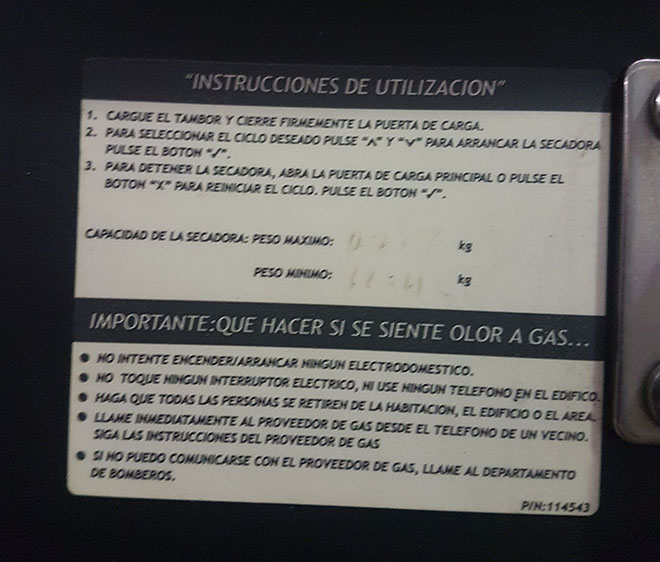 "INSTRUCCIONES DE UTILIZACION"
1. CARGUE EL TAMBOR Y CIERRE FIRMEMENTE LA PUERTA DE CARGA.
2. PARA SELECCIONAR EL CICLO DESEADO PULSE "∧" Y "∨" PARA ARRANCAR LA SECADORA
PULSE EL BOTON "✓".
3. PARA DETENER LA SECADORA, ABRA LA PUERTA DE CARGA PRINCIPAL O PULSE EL
BOTON "X" PARA REINICIAR EL CICLO. PULSE EL BOTON "✓".
CAPACIDAD DE LA SECADORA: PESO MAXIMO: kg
PESO MINIMO: kg
IMPORTANTE:QUE HACER SI SE SIENTE OLOR A GAS...
● NO INTENTE ENCENDER/ARRANCAR NINGUN ELECTRODOMESTICO.
● NO TOQUE NINGUN INTERRUPTOR ELECTRICO, NI USE NINGUN TELEFONO EN EL EDIFICO.
● HAGA QUE TODAS LAS PERSONAS SE RETIREN DE LA HABITACION, EL EDIFICIO O EL AREA.
● LLAME INMEDIATAMENTE AL PROVEEDOR DE GAS DESDE EL TELEFONO DE UN VECINO.
SIGA LAS INSTRUCCIONES DEL PROVEEDOR DE GAS
● SI NO PUEDO COMUNICARSE CON EL PROVEEDOR DE GAS, LLAME AL DEPARTAMENTO
DE BOMBEROS.
P/N:114543